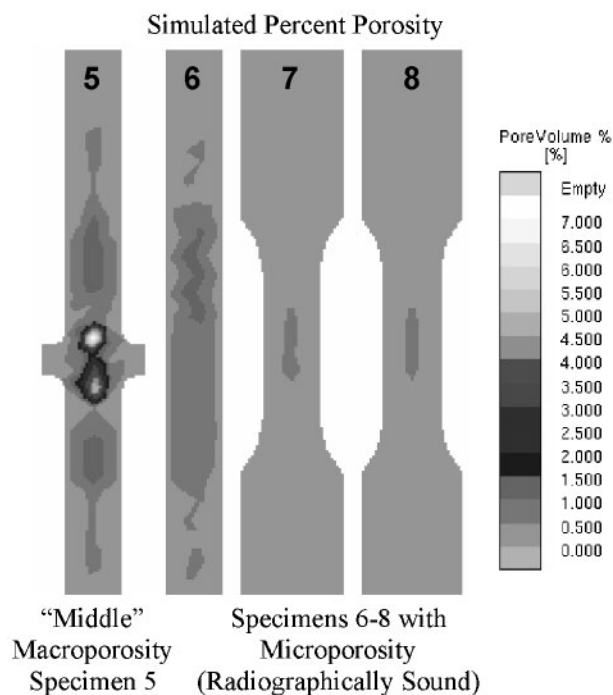 Simulated Percent Porosity
5
6
7
8
PoreVolume %
[%]
Empty
7.000
6.500
6.000
5.500
5.000
4.500
4.000
3.500
3.000
2.500
2.000
1.500
1.000
0.500
0.000
“Middle”
Macroporosity
Specimen 5
Specimens 6-8 with
Microporosity
(Radiographically Sound)